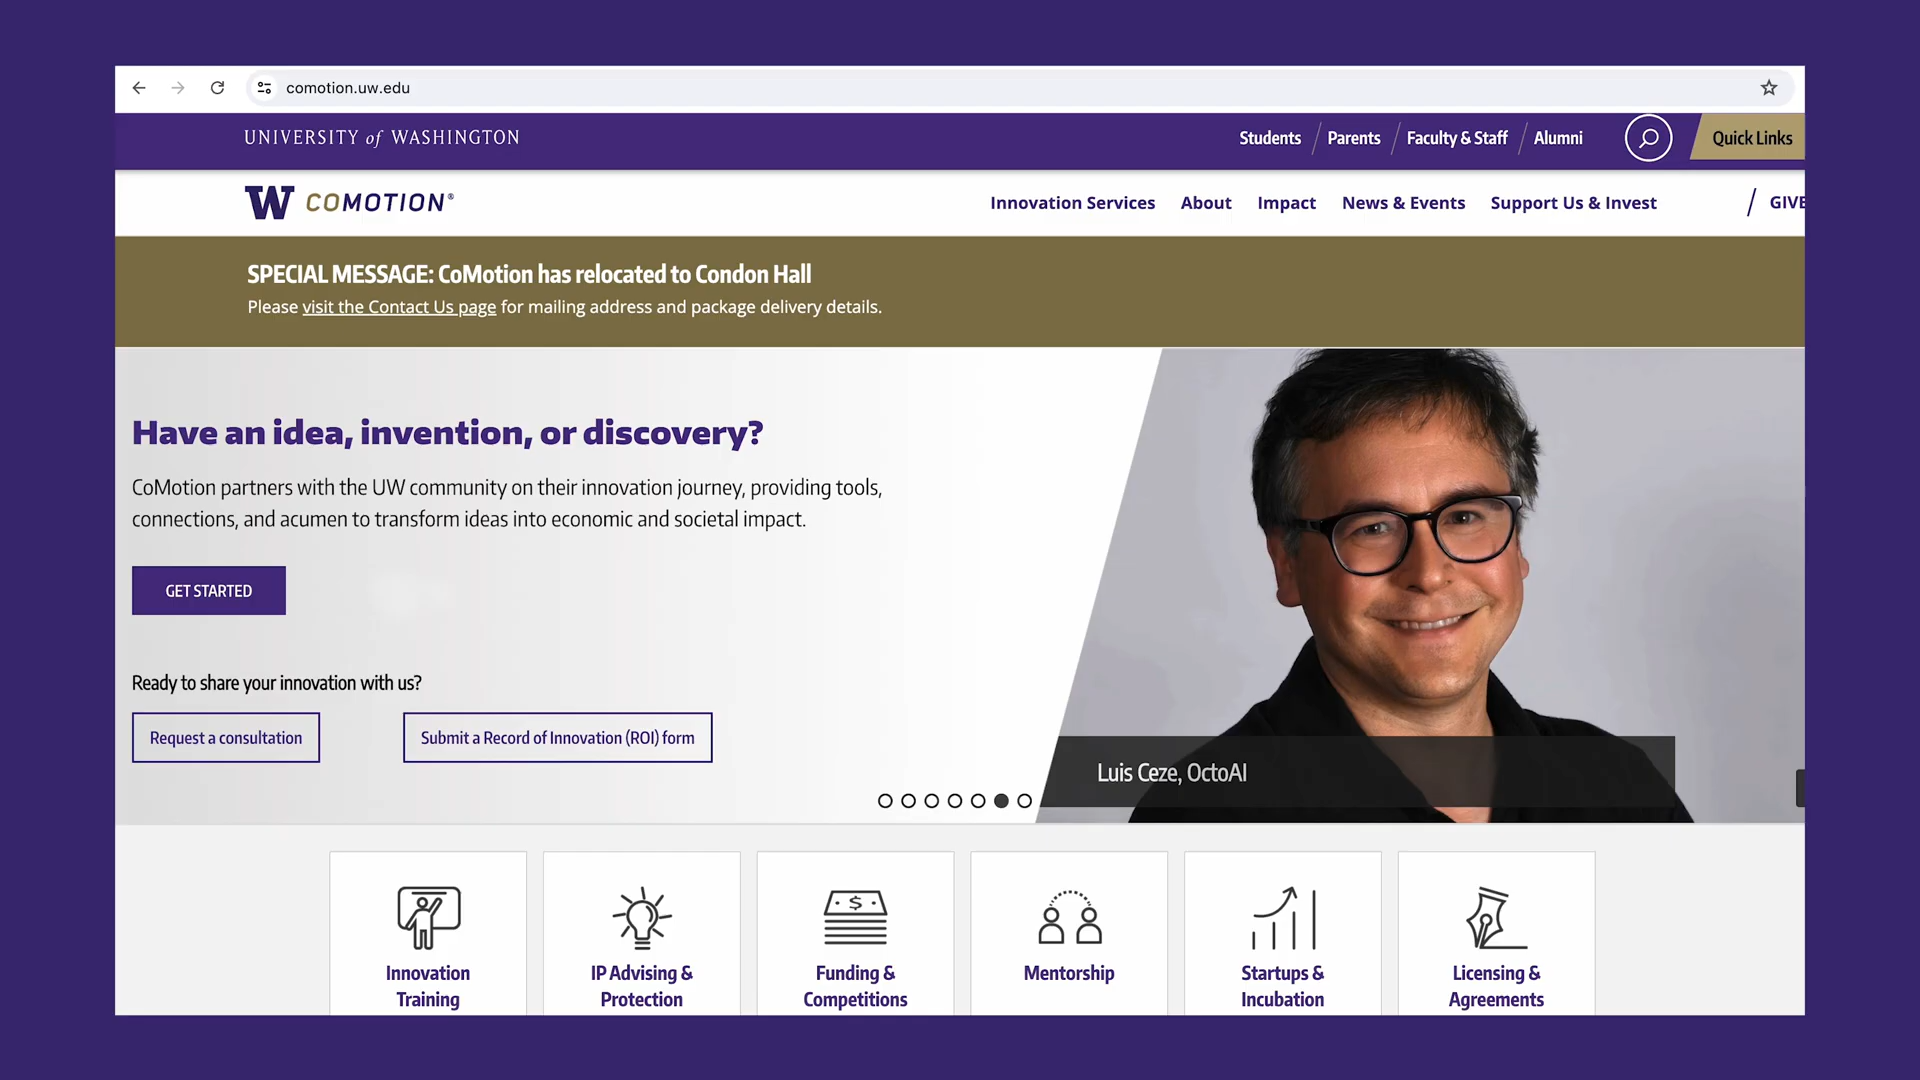 comotion.uw.edu
UNIVERSITY of WASHINGTON
Students Parents Faculty & Staff Alumni Quick Links
W COMOTION®
Innovation Services About Impact News & Events Support Us & Invest GIVE
SPECIAL MESSAGE: CoMotion has relocated to Condon Hall
Please visit the Contact Us page for mailing address and package delivery details.
Have an idea, invention, or discovery?
CoMotion partners with the UW community on their innovation journey, providing tools,
connections, and acumen to transform ideas into economic and societal impact.
GET STARTED
Ready to share your innovation with us?
Request a consultation
Submit a Record of Innovation (ROI) form
Luis Ceze, OctoAI
Innovation
Training
IP Advising &
Protection
$
Funding &
Competitions
Mentorship
Startups &
Incubation
Licensing &
Agreements